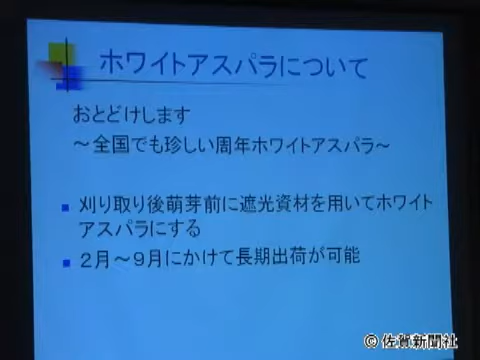 ホワイトアスパラについて
おとどけします
～全国でも珍しい周年ホワイトアスパラ～
刈り取り後萌芽前に遮光資材を用いてホワイト
アスパラにする
２月～９月にかけて長期出荷が可能
© 佐賀新聞社